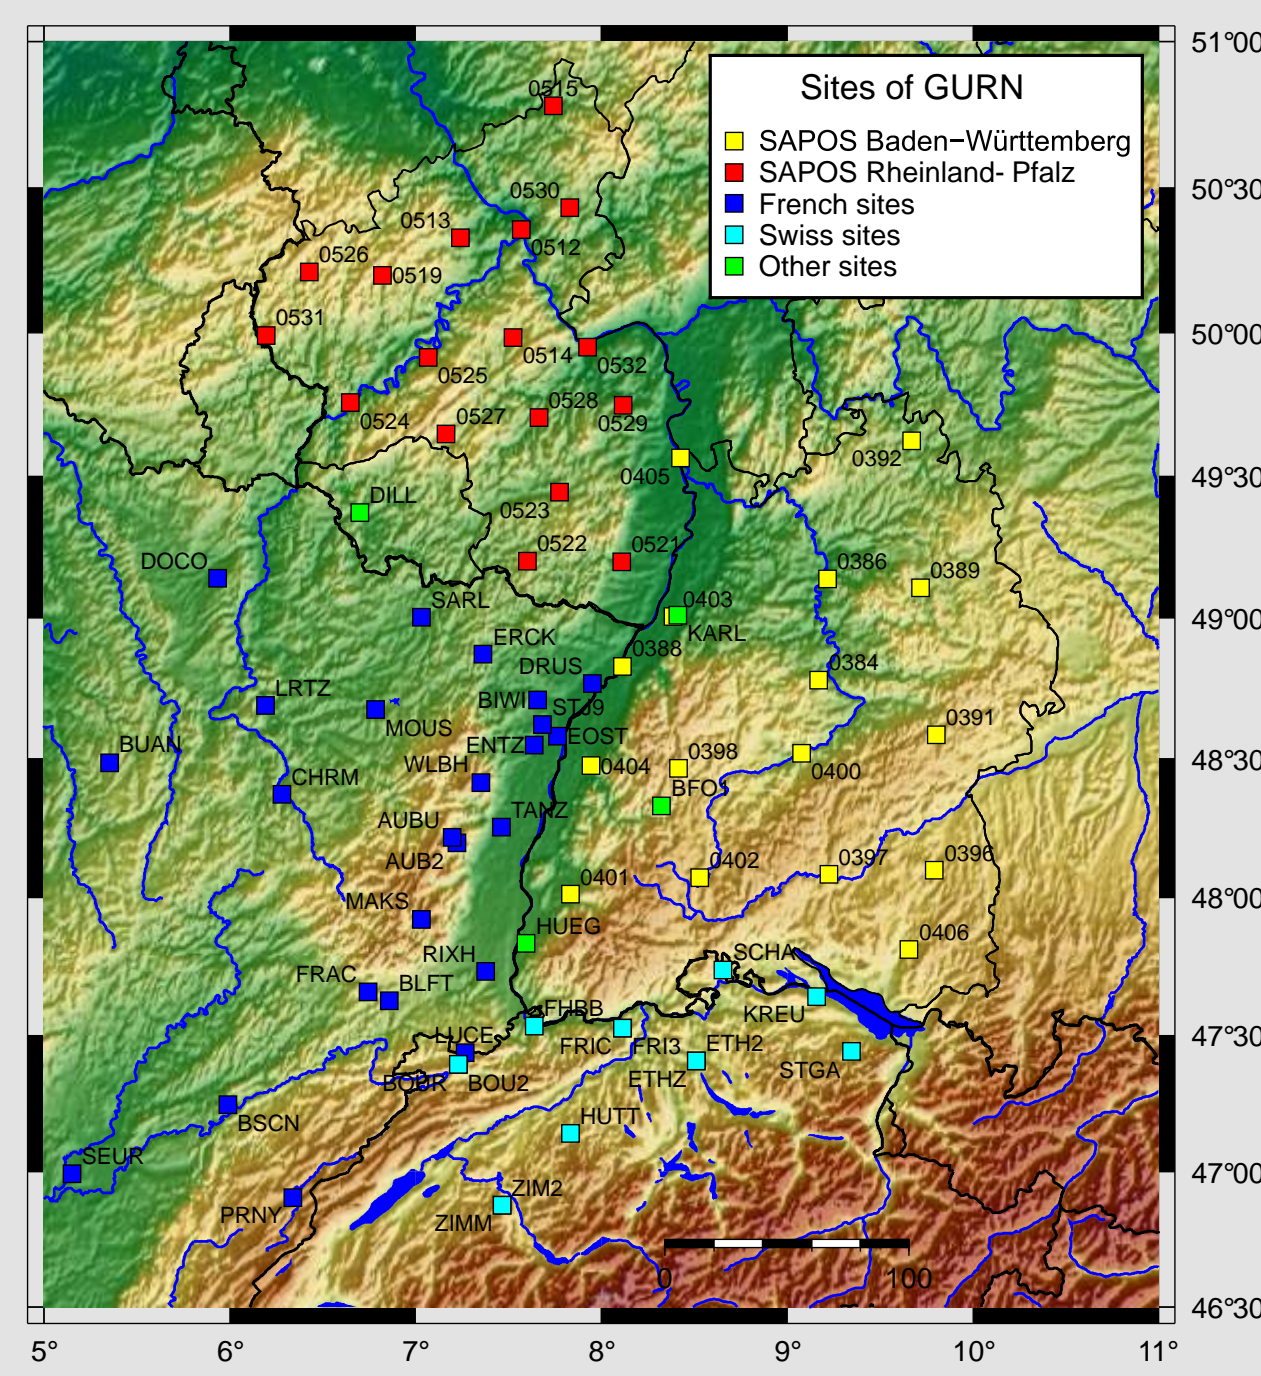 51°00
Sites of GURN
SAPOS Baden−Württemberg
SAPOS Rheinland- Pfalz
French sites
Swiss sites
Other sites
0515
50°30
0530
0513
0512
0526
0519
0531
50°00
0514
0532
0525
0528
0529
0524
0527
0392
0405
49°30
DILL
0523
0522
0521
DOCO
0386
0389
SARL
0403
49°00
KARL
ERCK
0388
DRUS
0384
LRTZ
BIWI
STJ9
MOUS
0391
BUAN
ENTZ
EOST
0398
48°30
WLBH
0404
0400
CHRM
BFO1
TANZ
AUBU
AUB2
0402
0397
0396
0401
48°00
MAKS
HUEG
0406
RIXH
SCHA
FRAC
BLFT
FHBB
KREU
LUCE
FRIC
FRI3
ETH2
47°30
STGA
ETHZ
BOUR
BOU2
HUTT
BSCN
SEUR
47°00
ZIM2
PRNY
ZIMM
0
100
46°30
5°
6°
7°
8°
9°
10°
11°